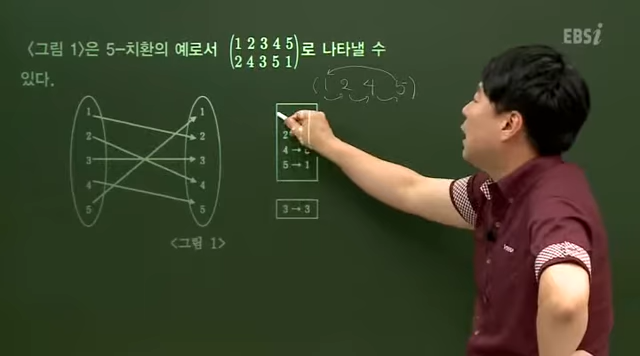 EBSi
<그림 1>은 5-치환의 예로서 (1 2 3 4 5
2 4 3 5 1)로 나타낼 수
있다.
(1 2 4 5)
1 1
2 2
3 3
4 4
5 5
<그림 1>
2
4 →
5 → 1
3 → 3